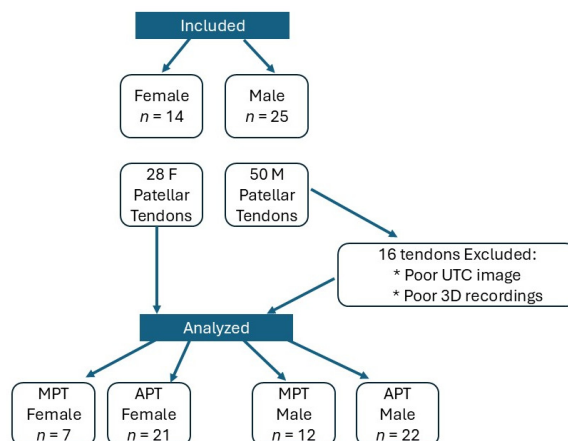 Included
Female
n = 14
Male
n = 25
28 F
Patellar
Tendons
50 M
Patellar
Tendons
16 tendons Excluded:
* Poor UTC image
* Poor 3D recordings
Analyzed
MPT
Female
n = 7
APT
Female
n = 21
MPT
Male
n = 12
APT
Male
n = 22